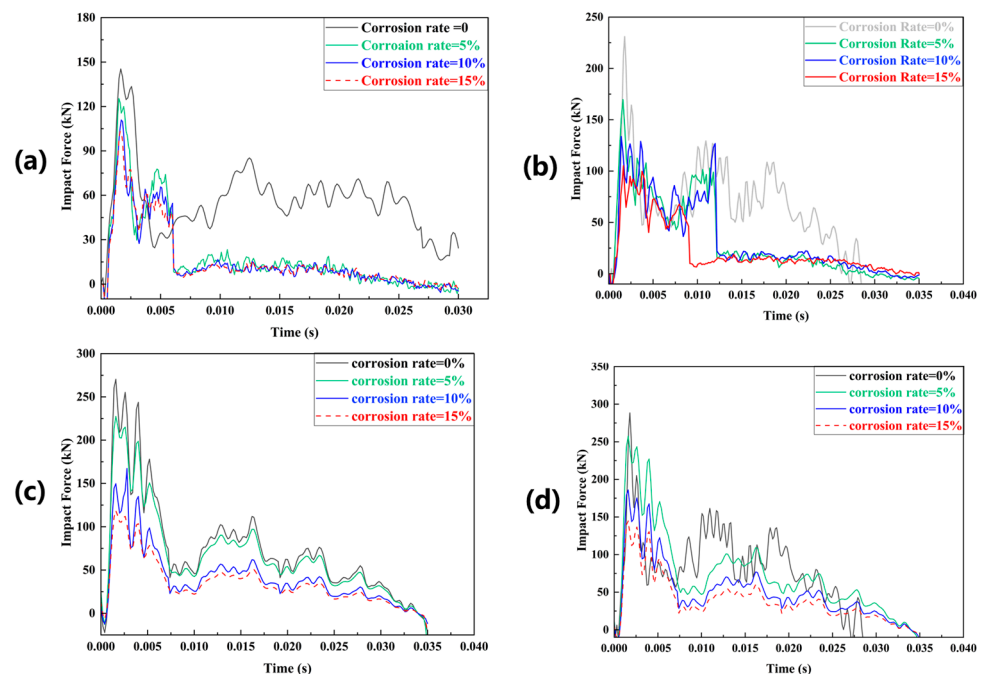 (a)
Impact Force (kN)
180
150
120
90
60
30
0
Corrosion rate =0
Corroaion rate=5%
Corrosion rate=10%
Corrosion rate=15%
0.000 0.005 0.010 0.015 0.020 0.025 0.030
Time (s)
(b)
Impact Force (kN)
250
200
150
100
50
0
Corrosion Rate=0%
Corrosion Rate=5%
Corrosion Rate=10%
Corrosion Rate=15%
0.000 0.005 0.010 0.015 0.020 0.025 0.030 0.035 0.040
Time (s)
(c)
Impact Force (kN)
300
250
200
150
100
50
0
corrosion rate=0%
corrosion rate=5%
corrosion rate=10%
corrosion rate=15%
0.000 0.005 0.010 0.015 0.020 0.025 0.030 0.035 0.040
Time (s)
(d)
Impact Force (kN)
350
300
250
200
150
100
50
0
corrosion rate=0%
corrosion rate=5%
corrosion rate=10%
corrosion rate=15%
0.000 0.005 0.010 0.015 0.020 0.025 0.030 0.035 0.040
Time (s)